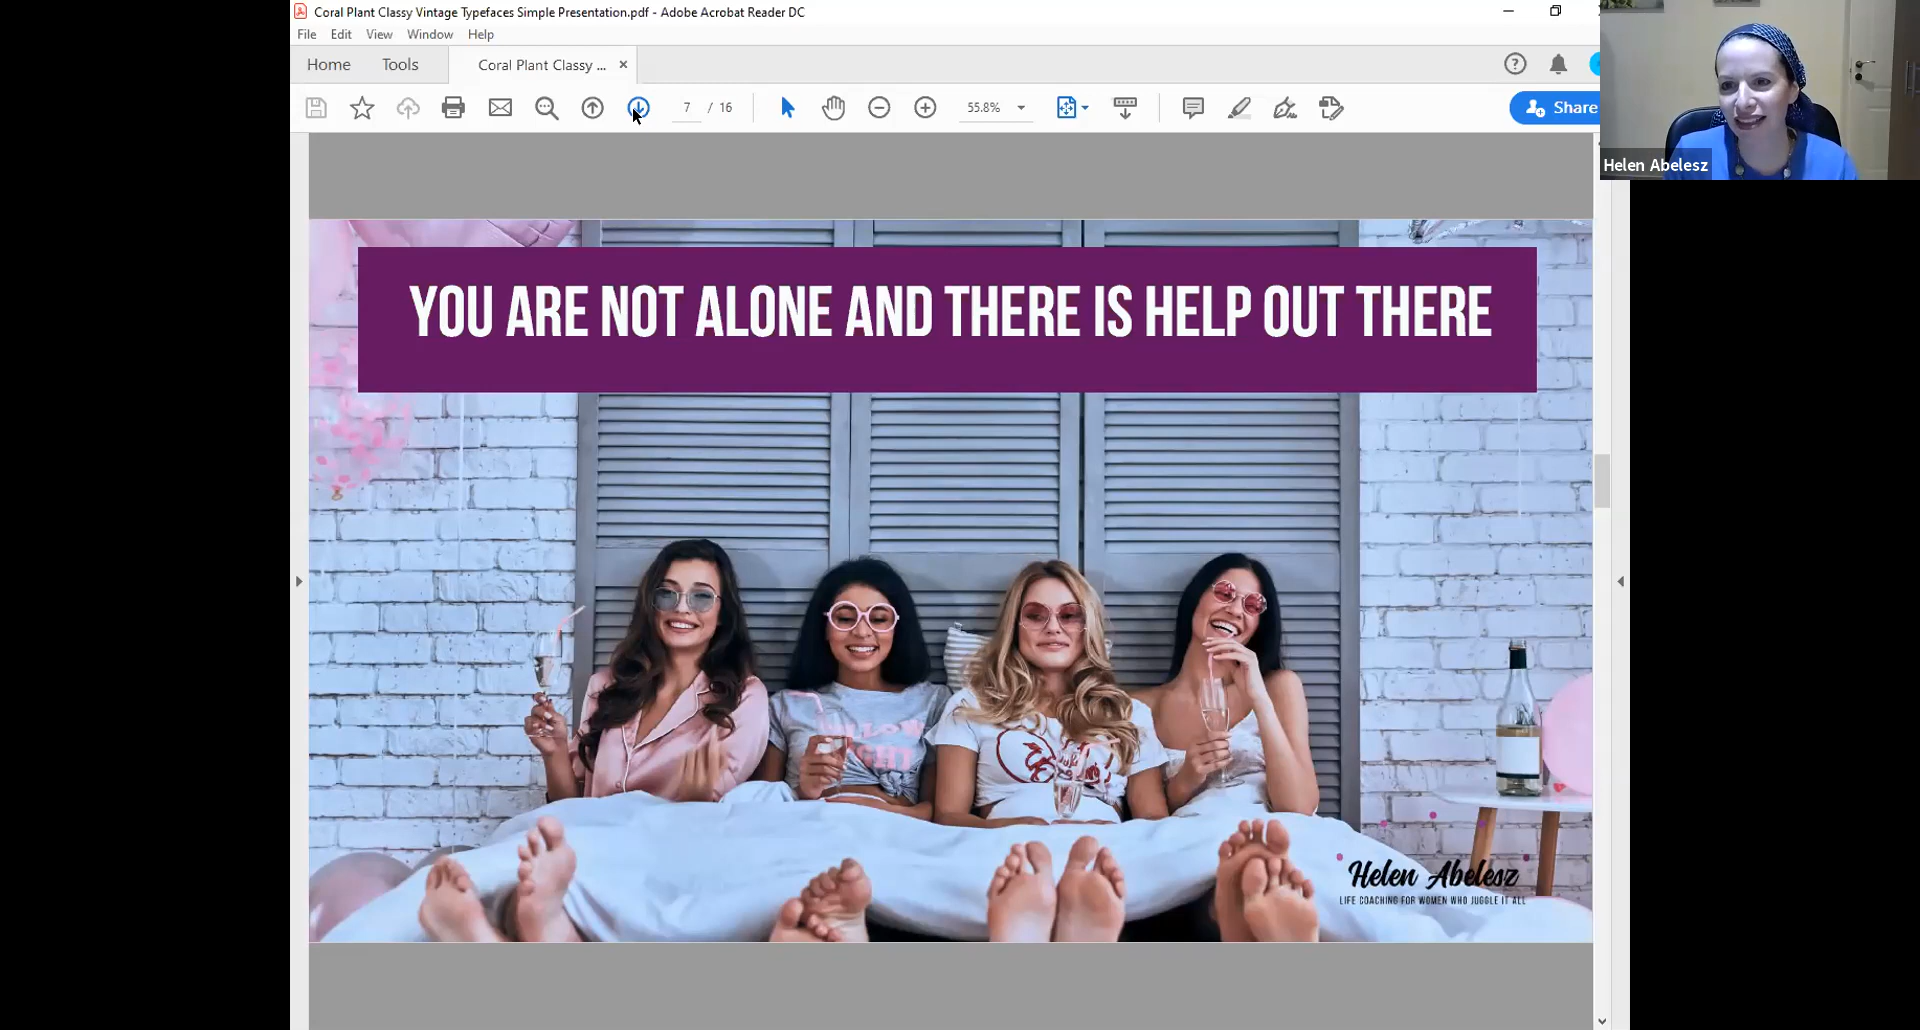 Coral Plant Classy Vintage Typefaces Simple Presentation.pdf - Adobe Acrobat Reader DC
File Edit View Window Help
Home Tools Coral Plant Classy ... ×
7 / 16 55.8% Share
Helen Abelesz
YOU ARE NOT ALONE AND THERE IS HELP OUT THERE
Helen Abelesz
LIFE COACHING FOR WOMEN WHO JUGGLE IT ALL